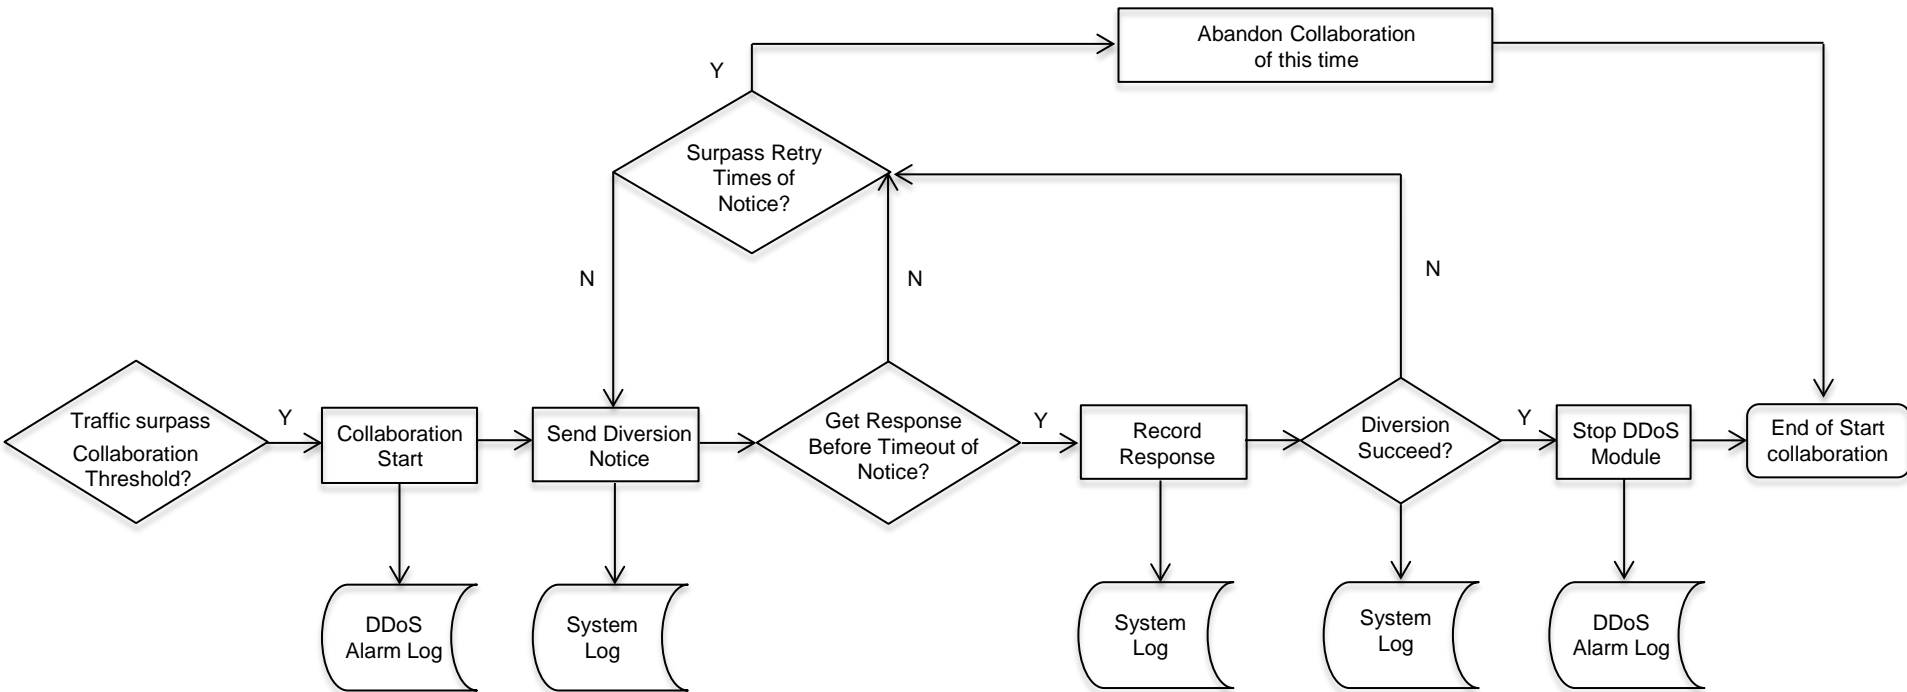 Abandon Collaboration
of this time
Y
Surpass Retry
Times of
Notice?
N
N
N
Traffic surpass
Collaboration
Threshold?
Y
Collaboration
Start
Send Diversion
Notice
Get Response
Before Timeout of
Notice?
Y
Record
Response
Diversion
Succeed?
Y
Stop DDoS
Module
End of Start
collaboration
DDoS
Alarm Log
System
Log
System
Log
System
Log
DDoS
Alarm Log